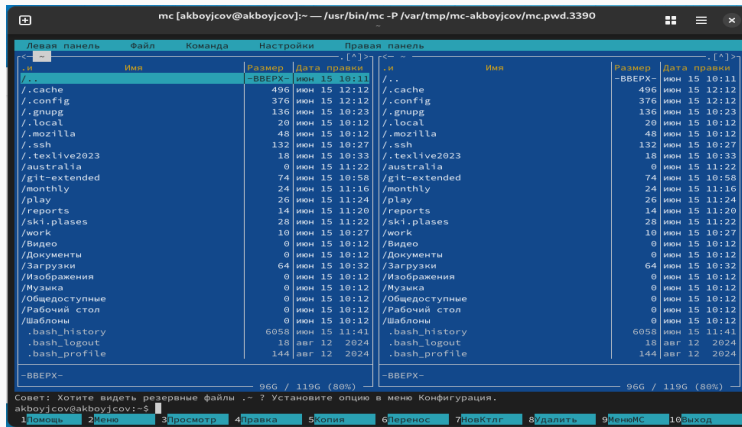 mc [akboyjcov@akboyjcov]:~ — /usr/bin/mc -P /var/tmp/mc-akboyjcov/mc.pwd.3390
~
Левая панель Файл Команда Настройки Правая панель
<- ~ .[^]> <- ~ .[^]>
.и Имя Размер Дата правки .и Имя Размер Дата правки
/.. -ВВЕРХ- июн 15 10:11 /.. -ВВЕРХ- июн 15 10:11
/.cache 496 июн 15 12:12 /.cache 496 июн 15 12:12
/.config 376 июн 15 12:12 /.config 376 июн 15 12:12
/.gnupg 136 июн 15 10:23 /.gnupg 136 июн 15 10:23
/.local 20 июн 15 10:12 /.local 20 июн 15 10:12
/.mozilla 48 июн 15 10:12 /.mozilla 48 июн 15 10:12
/.ssh 132 июн 15 10:27 /.ssh 132 июн 15 10:27
/.texlive2023 18 июн 15 10:33 /.texlive2023 18 июн 15 10:33
/australia 0 июн 15 11:22 /australia 0 июн 15 11:22
/git-extended 74 июн 15 10:58 /git-extended 74 июн 15 10:58
/monthly 24 июн 15 11:16 /monthly 24 июн 15 11:16
/play 26 июн 15 11:24 /play 26 июн 15 11:24
/reports 14 июн 15 11:20 /reports 14 июн 15 11:20
/ski.plases 28 июн 15 11:22 /ski.plases 28 июн 15 11:22
/work 10 июн 15 10:27 /work 10 июн 15 10:27
/Видео 0 июн 15 10:12 /Видео 0 июн 15 10:12
/Документы 0 июн 15 10:12 /Документы 0 июн 15 10:12
/Загрузки 64 июн 15 10:32 /Загрузки 64 июн 15 10:32
/Изображения 0 июн 15 10:12 /Изображения 0 июн 15 10:12
/Музыка 0 июн 15 10:12 /Музыка 0 июн 15 10:12
/Общедоступные 0 июн 15 10:12 /Общедоступные 0 июн 15 10:12
/Рабочий стол 0 июн 15 10:12 /Рабочий стол 0 июн 15 10:12
/Шаблоны 0 июн 15 10:12 /Шаблоны 0 июн 15 10:12
.bash_history 6058 июн 15 11:41 .bash_history 6058 июн 15 11:41
.bash_logout 18 авг 12 2024 .bash_logout 18 авг 12 2024
.bash_profile 144 авг 12 2024 .bash_profile 144 авг 12 2024
-ВВЕРХ- -ВВЕРХ-
96G / 119G (80%) 96G / 119G (80%)
Совет: Хотите видеть резервные файлы .~ ? Установите опцию в меню Конфигурация.
akboyjcov@akboyjcov:~$
1Помощь 2Меню 3Просмотр 4Правка 5Копия 6Перенос 7НовКтлг 8Удалить 9МенюMC 10Выход